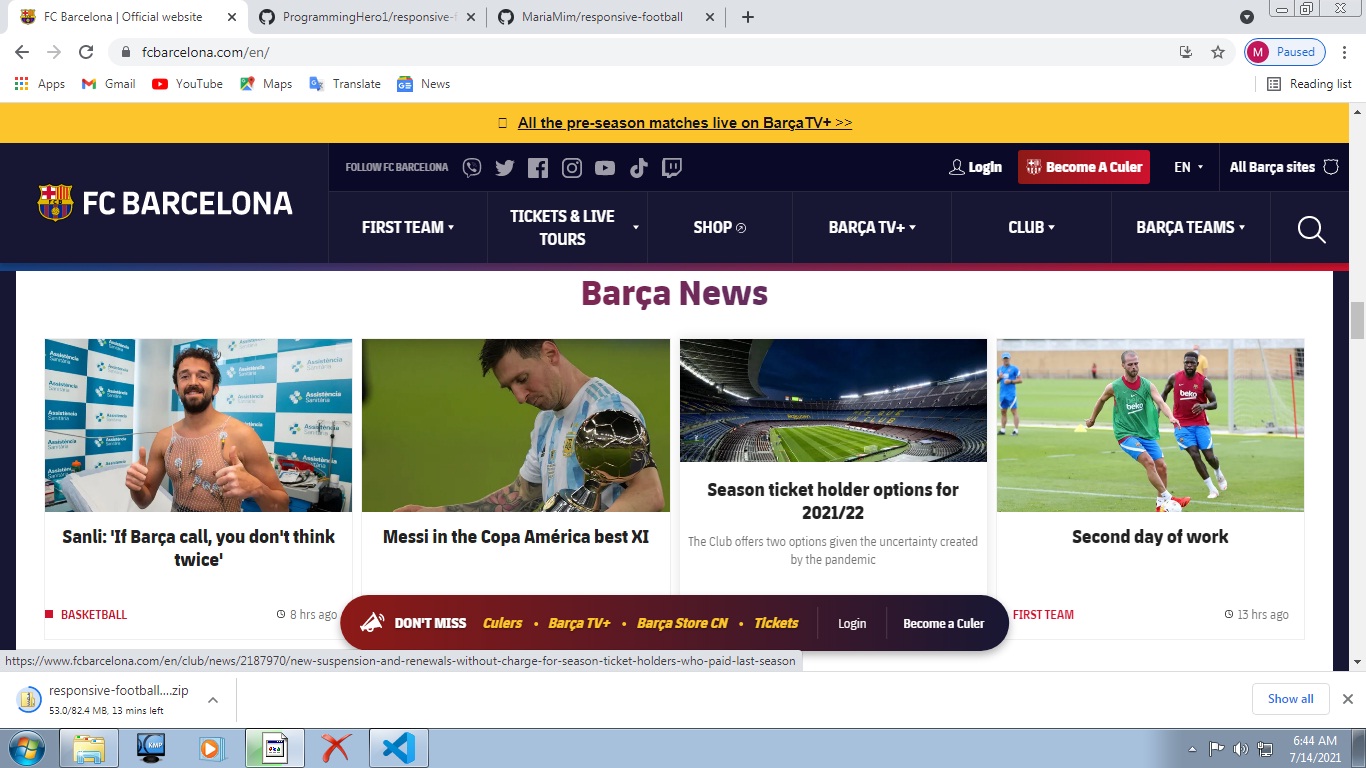 FC Barcelona | Official website
ProgrammingHero1/responsive-f
MariaMim/responsive-football
fcbarcelona.com/en/
M
Paused
Apps
Gmail
YouTube
Maps
Translate
News
Reading list
All the pre-season matches live on BarçaTV+ >>
FC BARCELONA
FOLLOW FC BARCELONA
Login
Become A Culer
EN
All Barça sites
FIRST TEAM
TICKETS & LIVE
TOURS
SHOP
BARÇA TV+
CLUB
BARÇA TEAMS
Barça News
Assistència
Sanitària
beko
beko
Sanli: 'If Barça call, you don't think
twice'
BASKETBALL
8 hrs ago
Messi in the Copa América best XI
Season ticket holder options for
2021/22
The Club offers two options given the uncertainty created
by the pandemic
Second day of work
FIRST TEAM
13 hrs ago
DON'T MISS
Culers • Barça TV+ • Barça Store CN • Tickets
Login
Become a Culer
https://www.fcbarcelona.com/en/club/news/2187970/new-suspension-and-renewals-without-charge-for-season-ticket-holders-who-paid-last-season
responsive-football....zip
53.0/82.4 MB, 13 mins left
Show all
KMP
6:44 AM
7/14/2021